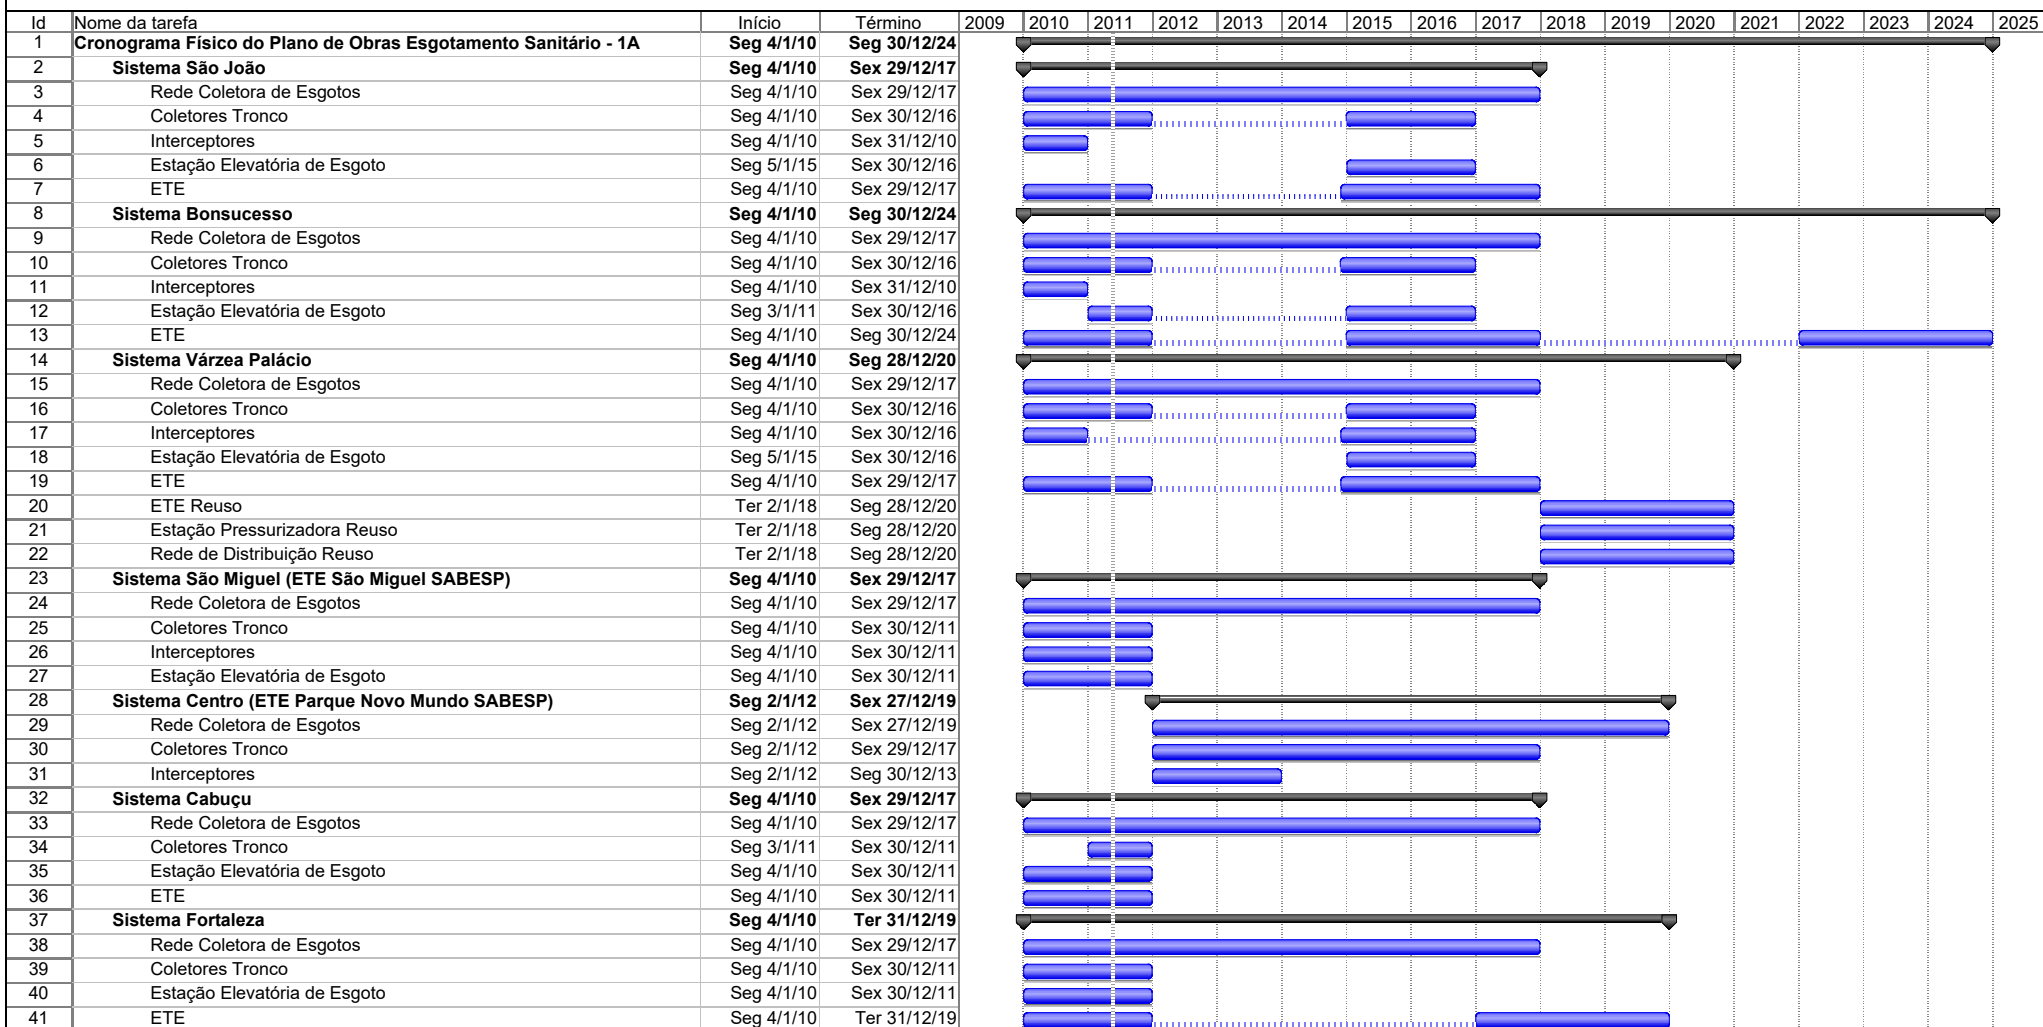 Id Nome da tarefa Início Término 2009 2010 2011 2012 2013 2014 2015 2016 2017 2018 2019 2020 2021 2022 2023 2024 2025
1 Cronograma Físico do Plano de Obras Esgotamento Sanitário - 1A Seg 4/1/10 Seg 30/12/24
2 Sistema São João Seg 4/1/10 Sex 29/12/17
3 Rede Coletora de Esgotos Seg 4/1/10 Sex 29/12/17
4 Coletores Tronco Seg 4/1/10 Sex 30/12/16
5 Interceptores Seg 4/1/10 Sex 31/12/10
6 Estação Elevatória de Esgoto Seg 5/1/15 Sex 30/12/16
7 ETE Seg 4/1/10 Sex 29/12/17
8 Sistema Bonsucesso Seg 4/1/10 Seg 30/12/24
9 Rede Coletora de Esgotos Seg 4/1/10 Sex 29/12/17
10 Coletores Tronco Seg 4/1/10 Sex 30/12/16
11 Interceptores Seg 4/1/10 Sex 31/12/10
12 Estação Elevatória de Esgoto Seg 3/1/11 Sex 30/12/16
13 ETE Seg 4/1/10 Seg 30/12/24
14 Sistema Várzea Palácio Seg 4/1/10 Seg 28/12/20
15 Rede Coletora de Esgotos Seg 4/1/10 Sex 29/12/17
16 Coletores Tronco Seg 4/1/10 Sex 30/12/16
17 Interceptores Seg 4/1/10 Sex 30/12/16
18 Estação Elevatória de Esgoto Seg 5/1/15 Sex 30/12/16
19 ETE Seg 4/1/10 Sex 29/12/17
20 ETE Reuso Ter 2/1/18 Seg 28/12/20
21 Estação Pressurizadora Reuso Ter 2/1/18 Seg 28/12/20
22 Rede de Distribuição Reuso Ter 2/1/18 Seg 28/12/20
23 Sistema São Miguel (ETE São Miguel SABESP) Seg 4/1/10 Sex 29/12/17
24 Rede Coletora de Esgotos Seg 4/1/10 Sex 29/12/17
25 Coletores Tronco Seg 4/1/10 Sex 30/12/11
26 Interceptores Seg 4/1/10 Sex 30/12/11
27 Estação Elevatória de Esgoto Seg 4/1/10 Sex 30/12/11
28 Sistema Centro (ETE Parque Novo Mundo SABESP) Seg 2/1/12 Sex 27/12/19
29 Rede Coletora de Esgotos Seg 2/1/12 Sex 27/12/19
30 Coletores Tronco Seg 2/1/12 Sex 29/12/17
31 Interceptores Seg 2/1/12 Seg 30/12/13
32 Sistema Cabuçu Seg 4/1/10 Sex 29/12/17
33 Rede Coletora de Esgotos Seg 4/1/10 Sex 29/12/17
34 Coletores Tronco Seg 3/1/11 Sex 30/12/11
35 Estação Elevatória de Esgoto Seg 4/1/10 Sex 30/12/11
36 ETE Seg 4/1/10 Sex 30/12/11
37 Sistema Fortaleza Seg 4/1/10 Ter 31/12/19
38 Rede Coletora de Esgotos Seg 4/1/10 Sex 29/12/17
39 Coletores Tronco Seg 4/1/10 Sex 30/12/11
40 Estação Elevatória de Esgoto Seg 4/1/10 Sex 30/12/11
41 ETE Seg 4/1/10 Ter 31/12/19